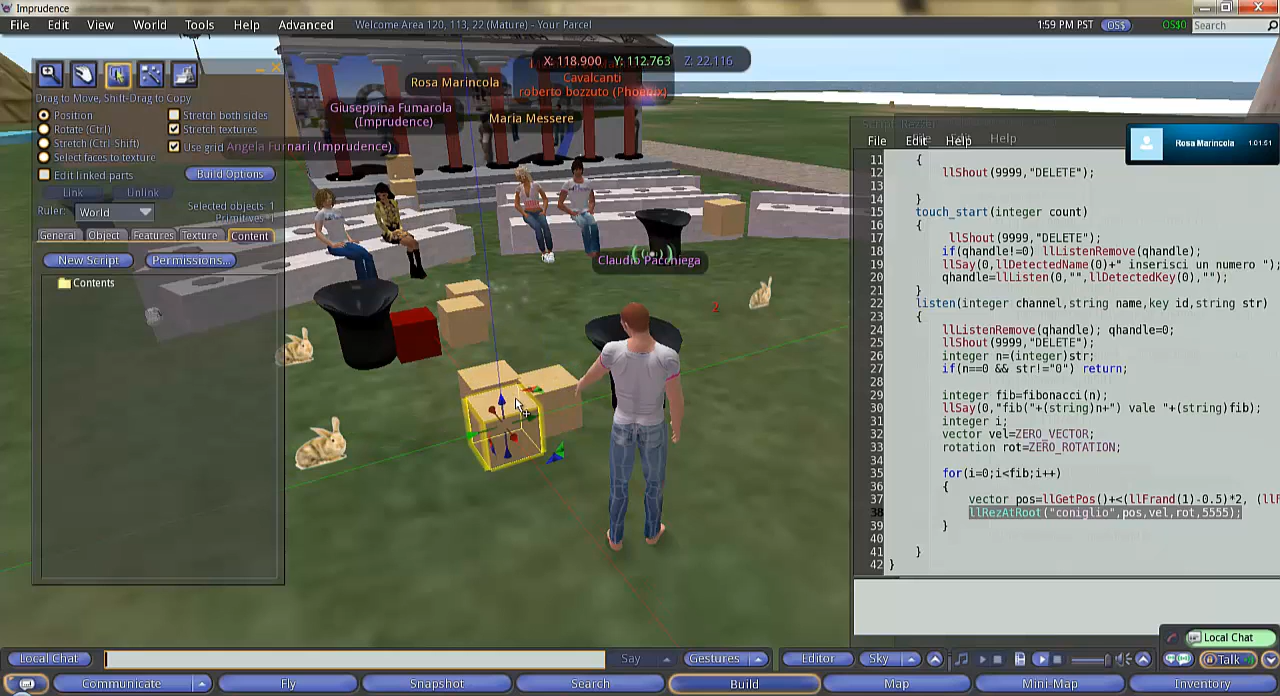 Imprudence
File Edit View World Tools Help Advanced Welcome Area 120, 113, 22 (Mature) - Your Parcel 1:59 PM PST OS$ OS$0 Search
X: 118.900 Y: 112.763 Z: 22.116
Rosa Marincola
Cavalcanti
roberto bozzuto (Phoenix)
Giuseppina Fumarola
(Imprudence)
Maria Messere
Angela Furnari (Imprudence)
Claudio Pacchiega
2
Drag to Move, Shift-Drag to Copy
Position
Rotate (Ctrl)
Stretch (Ctrl-Shift)
Select faces to texture
Edit linked parts
Stretch both sides
Stretch textures
Use grid
Build Options
Link Unlink
Ruler: World
Selected objects: 1
Primitives: 1
General Object Features Texture Content
New Script Permissions...
Contents
File Edit Help
Edit Help
Rosa Marincola 1:01:51
11 {
12 llShout(9999,"DELETE");
13
14 }
15 touch_start(integer count)
16 {
17 llShout(9999,"DELETE");
18 if(qhandle!=0) llListenRemove(qhandle);
19 llSay(0,llDetectedName(0)+" inserisci un numero ");
20 qhandle=llListen(0,"",llDetectedKey(0),"");
21 }
22 listen(integer channel,string name,key id,string str)
23 {
24 llListenRemove(qhandle); qhandle=0;
25 llShout(9999,"DELETE");
26 integer n=(integer)str;
27 if(n==0 && str!="0") return;
28
29 integer fib=fibonacci(n);
30 llSay(0,"fib("+(string)n+") vale "+(string)fib);
31 integer i;
32 vector vel=ZERO_VECTOR;
33 rotation rot=ZERO_ROTATION;
34
35 for(i=0;i<fib;i++)
36 {
37 vector pos=llGetPos()+<(llFrand(1)-0.5)*2,
38 llRezAtRoot("coniglio",pos,vel,rot,5555);
39 }
40
41 }
42 }
Local Chat
Local Chat Say Gestures Editor Sky Talk
Communicate Fly Snapshot Search Build Map Mini Map Inventory